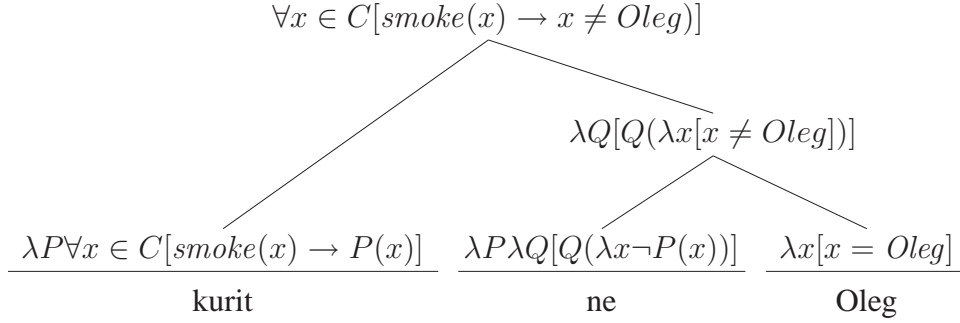 ∀x ∈ C[smoke(x) → x ≠ Oleg)]
λQ[Q(λx[x ≠ Oleg])]
λP∀x ∈ C[smoke(x) → P(x)] λPλQ[Q(λx¬P(x))] λx[x = Oleg]
kurit ne Oleg